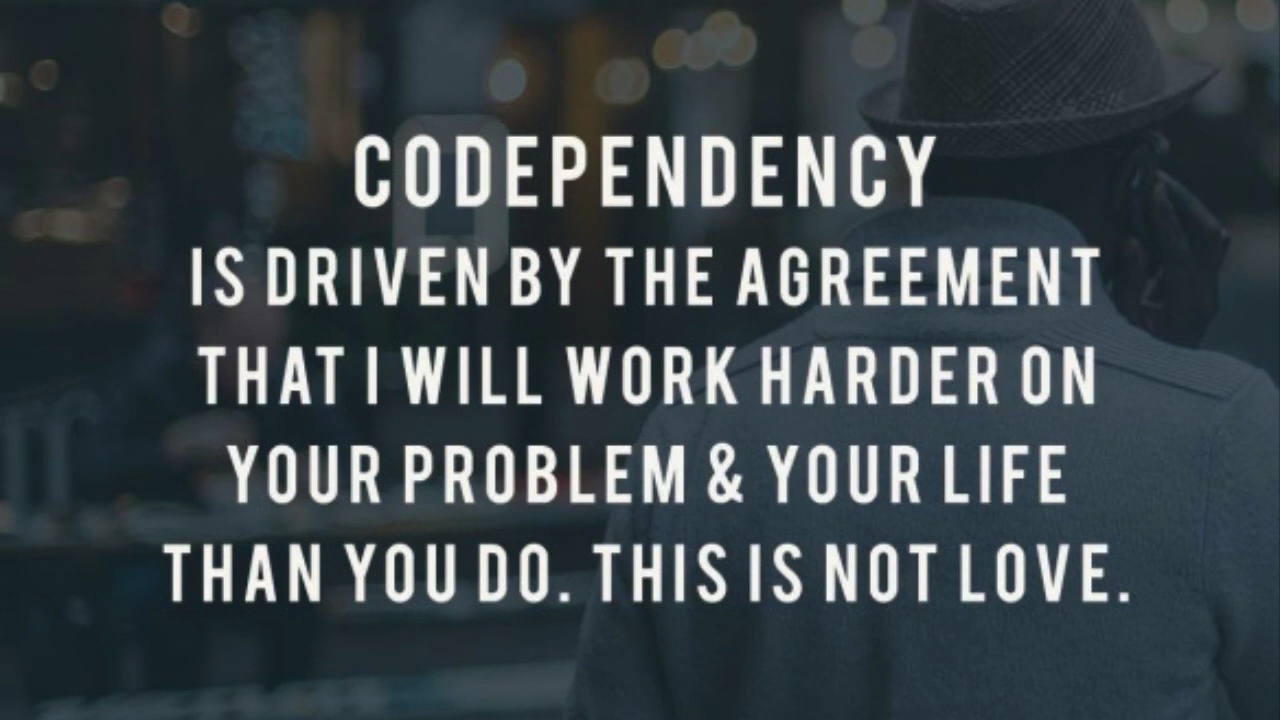 CODEPENDENCY
IS DRIVEN BY THE AGREEMENT
THAT I WILL WORK HARDER ON
YOUR PROBLEM & YOUR LIFE
THAN YOU DO. THIS IS NOT LOVE.